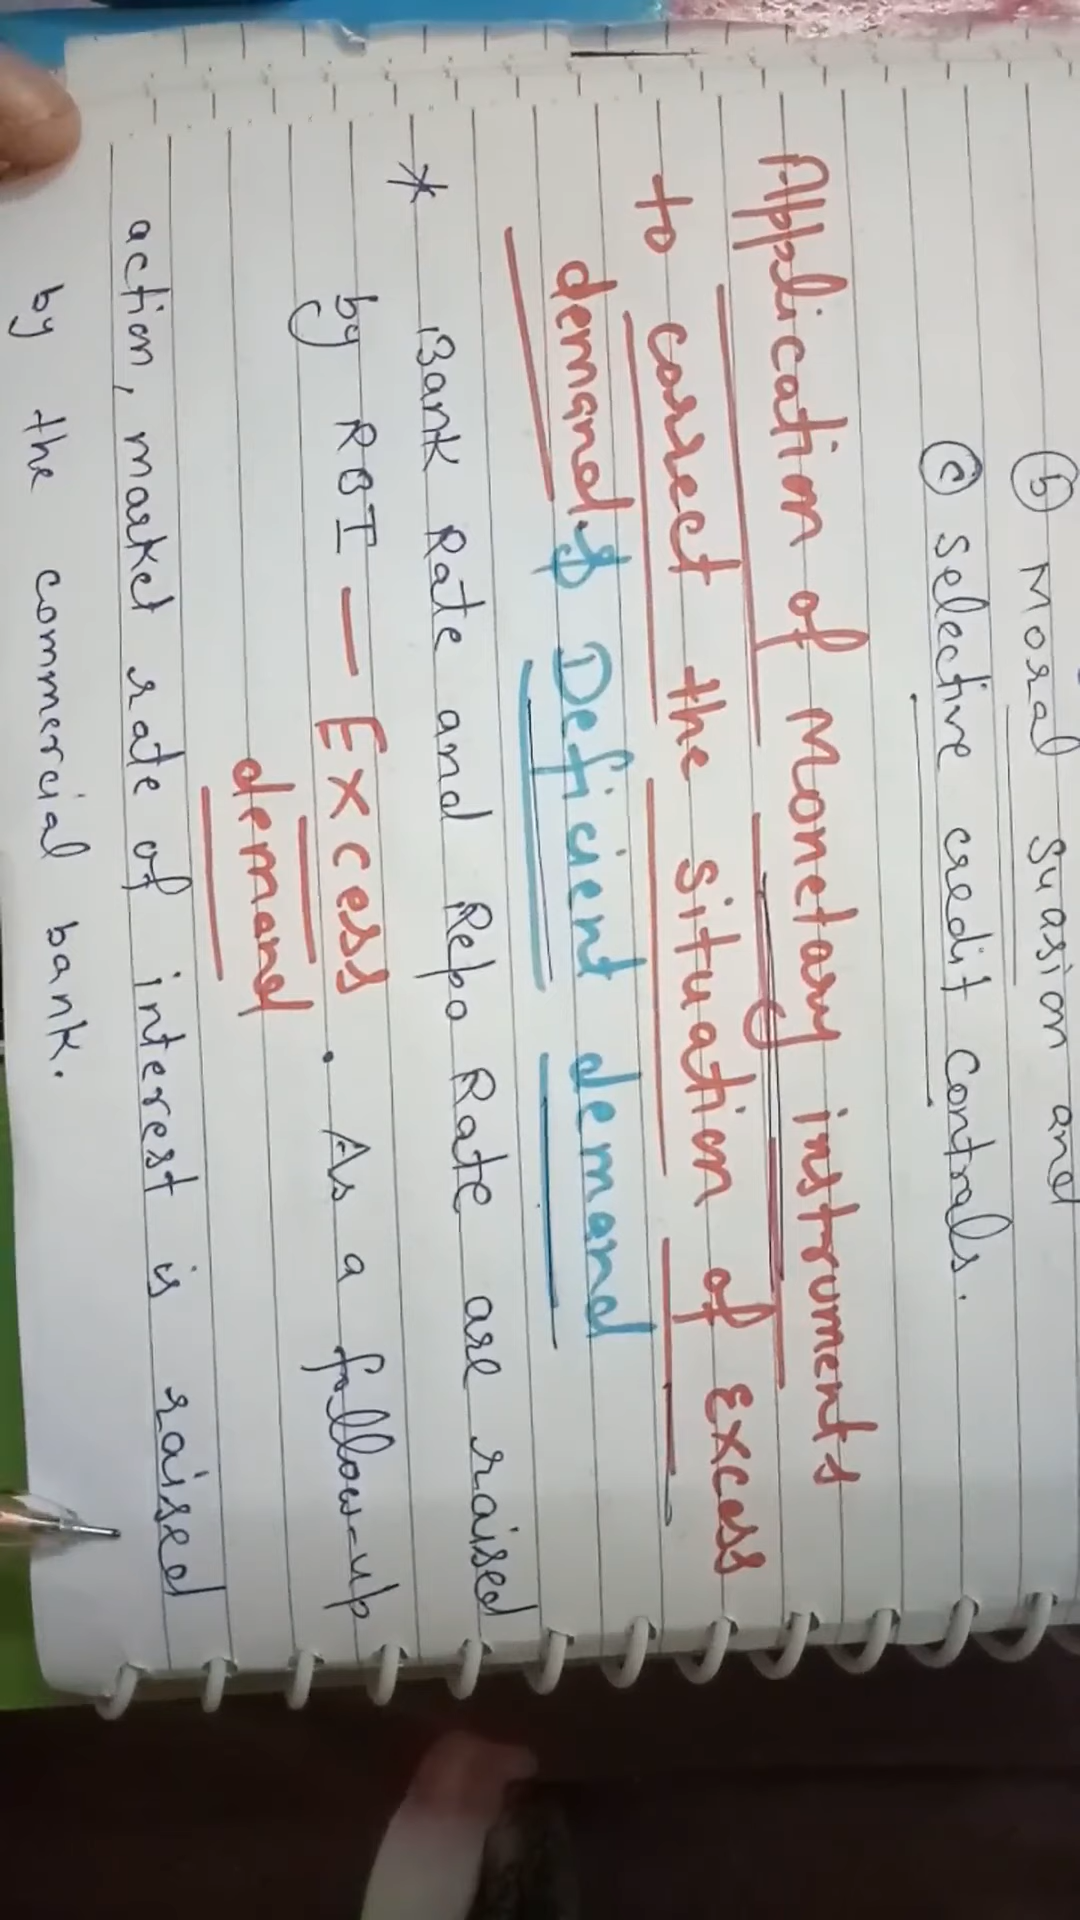 (b) Moral suasion and
(c) selective credit controls.
Application of Monetary instruments
to correct the situation of Excess
demand. & Deficient demand
* Bank Rate and Repo Rate are raised
by RBI — Excess . As a follow-up
demand
action, market rate of interest is raised
by the commercial bank.